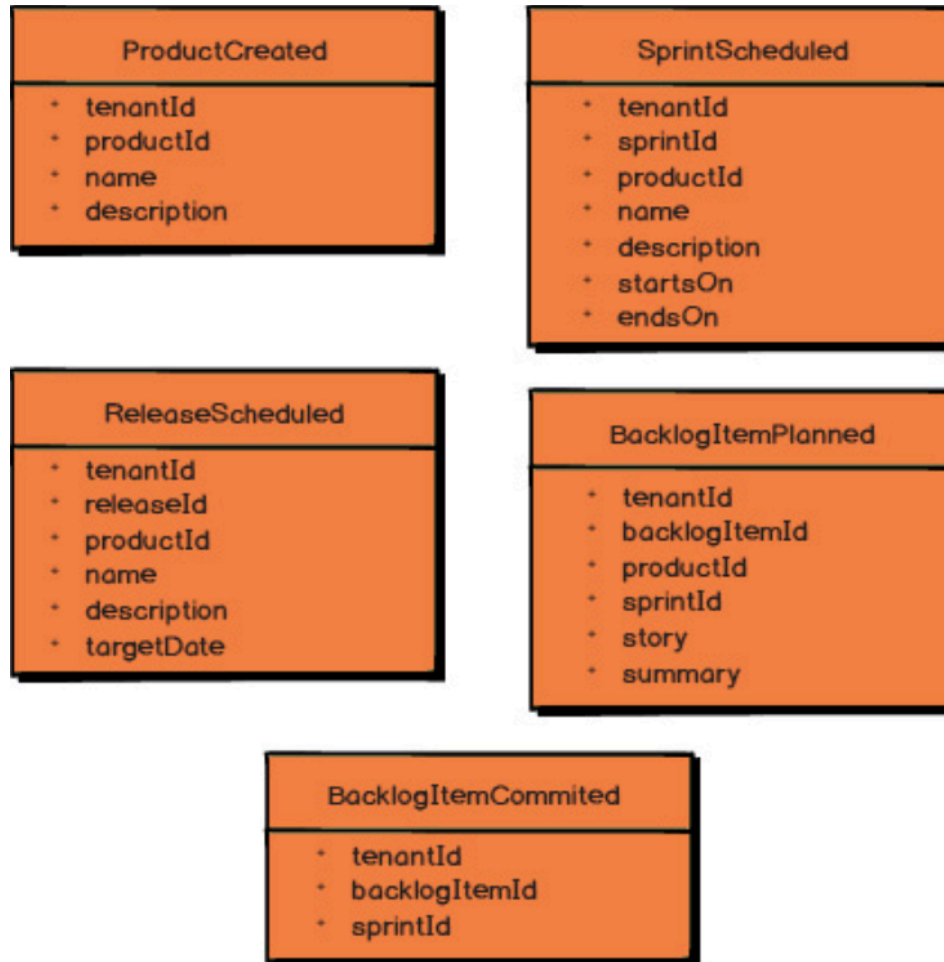 ProductCreated
tenantId
productId
name
description
SprintScheduled
tenantId
sprintId
productId
name
description
startsOn
endsOn
ReleaseScheduled
tenantId
releaseId
productId
name
description
targetDate
BacklogItemPlanned
tenantId
backlogItemId
productId
sprintId
story
summary
BacklogItemCommited
tenantId
backlogItemId
sprintId